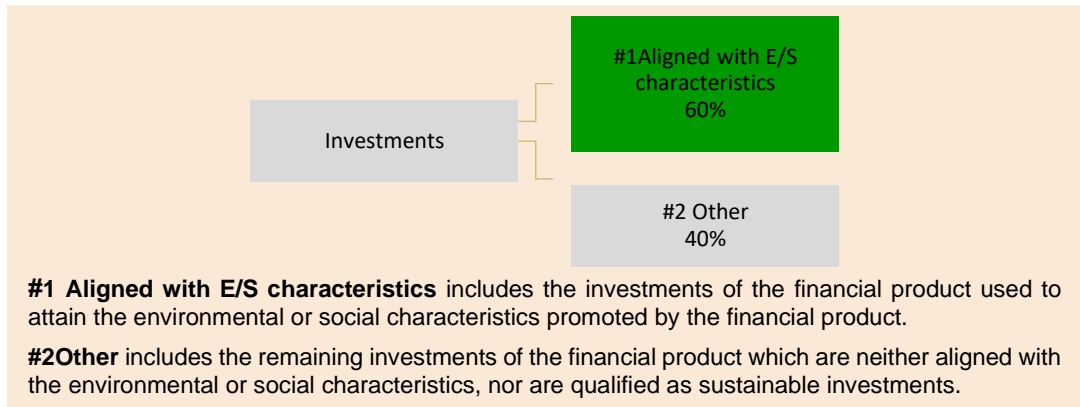 #1Aligned with E/S
characteristics
60%
Investments
#2 Other
40%
#1 Aligned with E/S characteristics includes the investments of the financial product used to
attain the environmental or social characteristics promoted by the financial product.
#2Other includes the remaining investments of the financial product which are neither aligned with
the environmental or social characteristics, nor are qualified as sustainable investments.